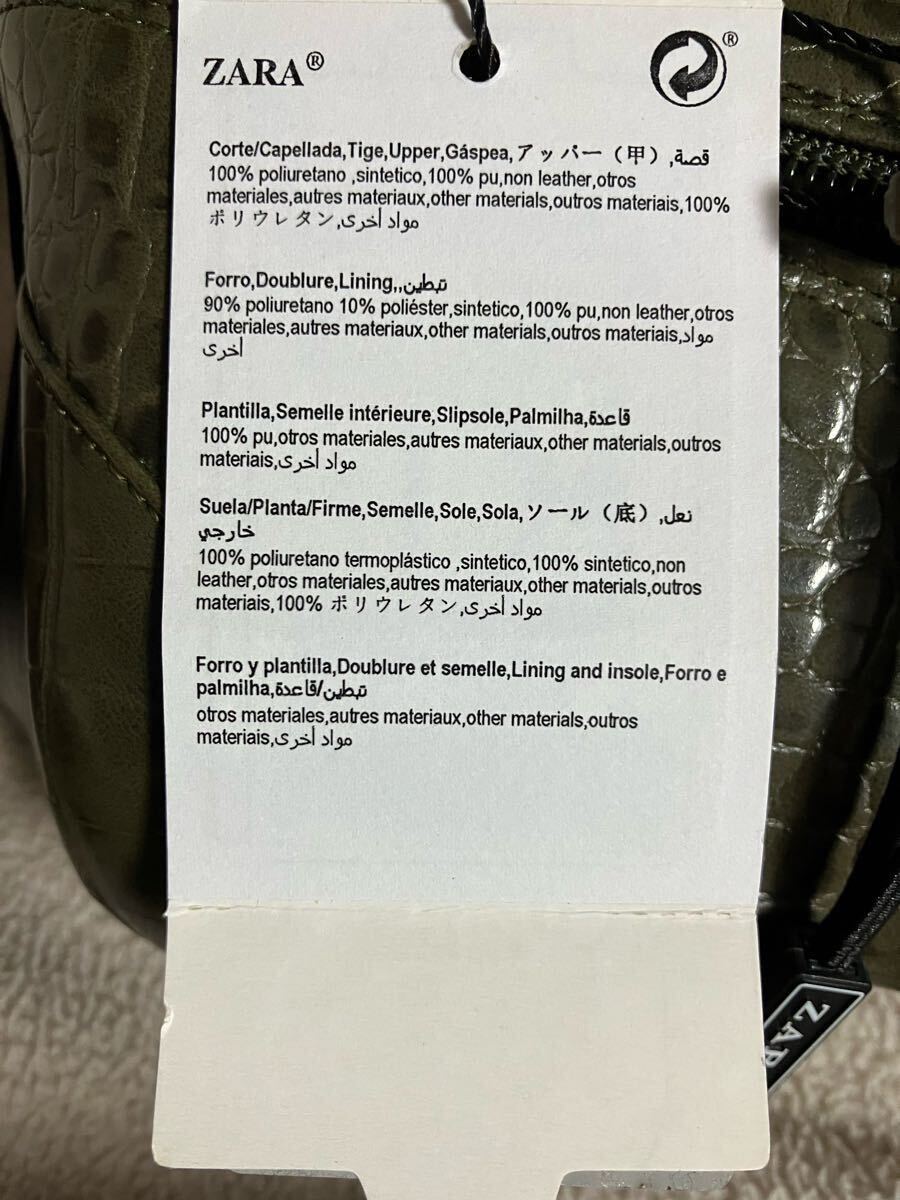 ZARA®
®
Corte/Capellada,Tige,Upper,Gáspea,アッパー（甲）,قصة
100% poliuretano ,sintetico,100% pu,non leather,otros
materiales,autres materiaux,other materials,outros materiais,100%
ポリウレタン,مواد أخرى
Forro,Doublure,Lining,,تبطين
90% poliuretano 10% poliéster,sintetico,100% pu,non leather,otros
materiales,autres materiaux,other materials,outros materiais,مواد
أخرى
Plantilla,Semelle intérieure,Slipsole,Palmilha,قاعدة
100% pu,otros materiales,autres materiaux,other materials,outros
materiais,مواد أخرى
Suela/Planta/Firme,Semelle,Sole,Sola,ソール（底）,نعل
خارجي
100% poliuretano termoplástico ,sintetico,100% sintetico,non
leather,otros materiales,autres materiaux,other materials,outros
materiais,100% ポリウレタン,مواد أخرى
Forro y plantilla,Doublure et semelle,Lining and insole,Forro e
palmilha,تبطين/قاعدة
otros materiales,autres materiaux,other materials,outros
materiais,مواد أخرى
ZAR